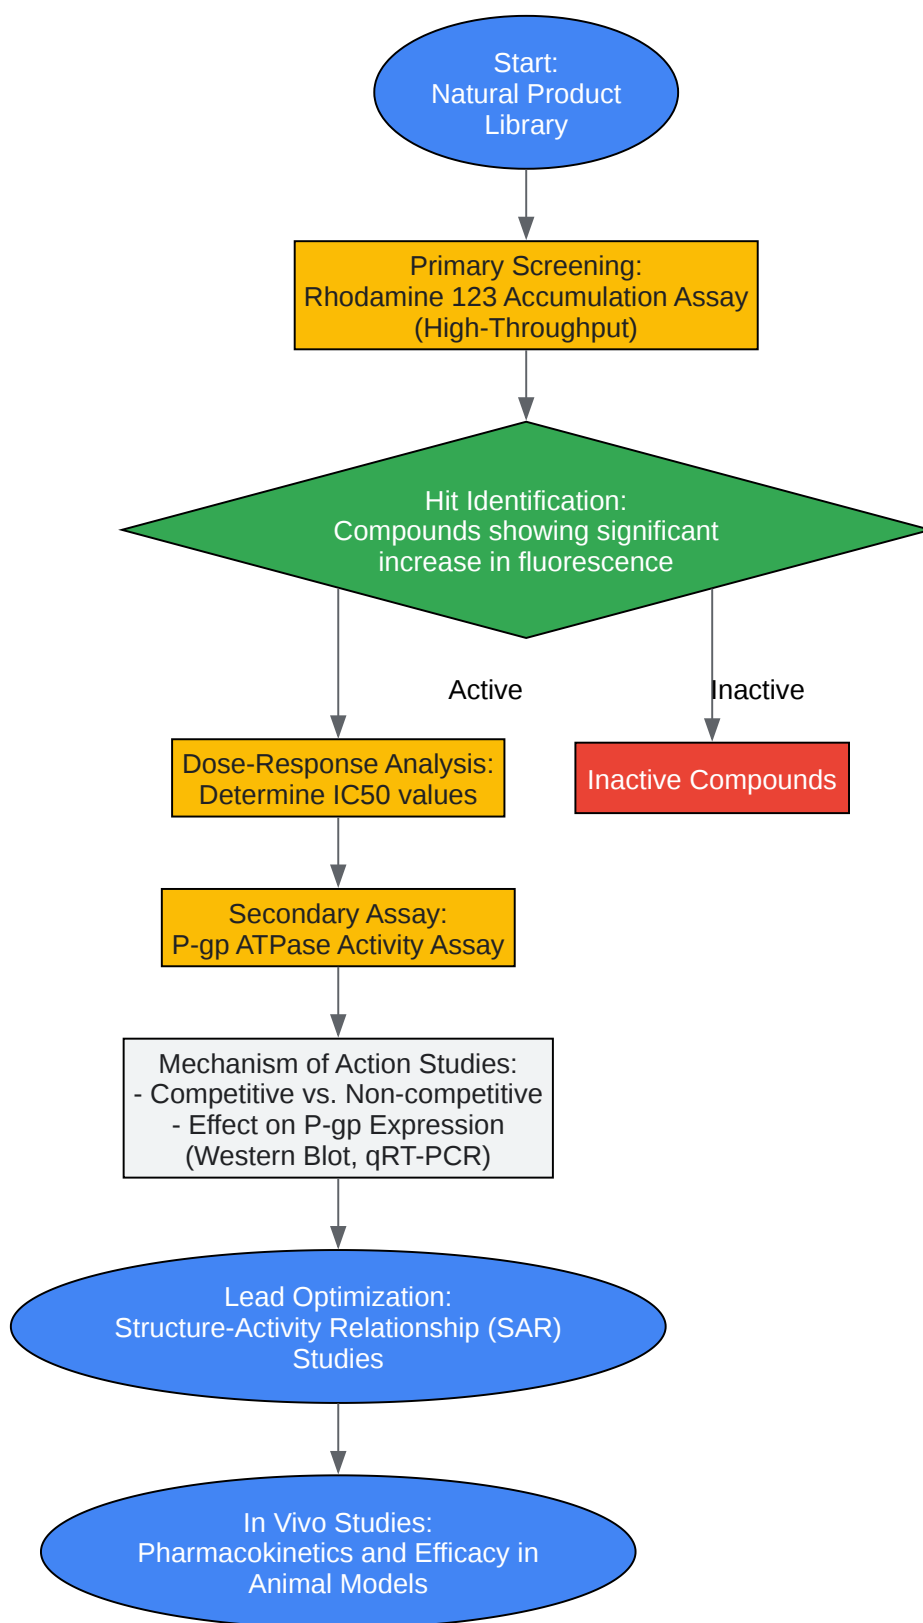 Start:
Natural Product
Library
Primary Screening:
Rhodamine 123 Accumulation Assay
(High-Throughput)
Hit Identification:
Compounds showing significant
increase in fluorescence
Active
Inactive
Dose-Response Analysis:
Determine IC50 values
Inactive Compounds
Secondary Assay:
P-gp ATPase Activity Assay
Mechanism of Action Studies:
- Competitive vs. Non-competitive
- Effect on P-gp Expression
(Western Blot, qRT-PCR)
Lead Optimization:
Structure-Activity Relationship (SAR)
Studies
In Vivo Studies:
Pharmacokinetics and Efficacy in
Animal Models